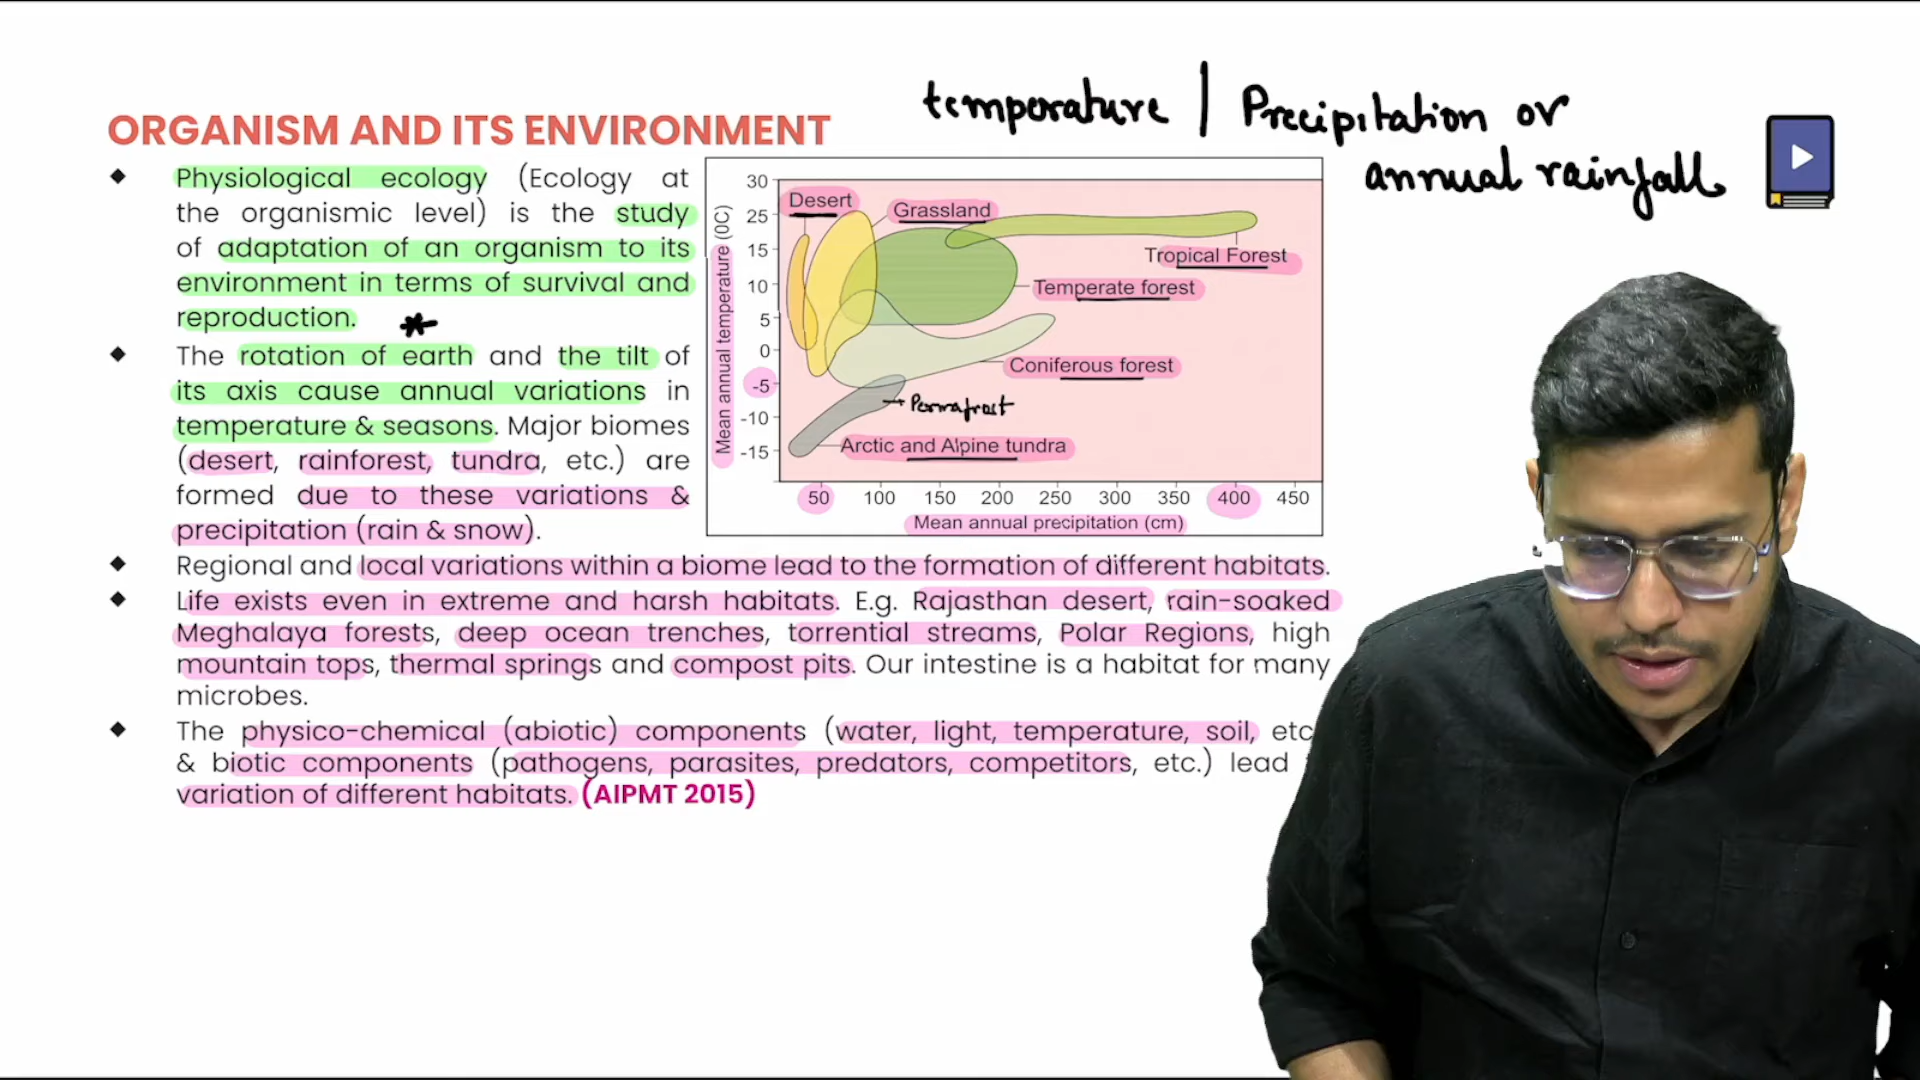 temperature | Precipitation or
annual rainfall
ORGANISM AND ITS ENVIRONMENT
◆ Physiological ecology (Ecology at
the organismic level) is the study
of adaptation of an organism to its
environment in terms of survival and
reproduction.
◆ The rotation of earth and the tilt of
its axis cause annual variations in
temperature & seasons. Major biomes
(desert, rainforest, tundra, etc.) are
formed due to these variations &
precipitation (rain & snow).
Mean annual temperature (0C)
30
25
15
10
5
0
-5
-10
-15
Desert
Grassland
Tropical Forest
Temperate forest
Coniferous forest
Permafrost
Arctic and Alpine tundra
50 100 150 200 250 300 350 400 450
Mean annual precipitation (cm)
◆ Regional and local variations within a biome lead to the formation of different habitats.
◆ Life exists even in extreme and harsh habitats. E.g. Rajasthan desert, rain-soaked
Meghalaya forests, deep ocean trenches, torrential streams, Polar Regions, high
mountain tops, thermal springs and compost pits. Our intestine is a habitat for many
microbes.
◆ The physico-chemical (abiotic) components (water, light, temperature, soil, etc
& biotic components (pathogens, parasites, predators, competitors, etc.) lead
variation of different habitats. (AIPMT 2015)